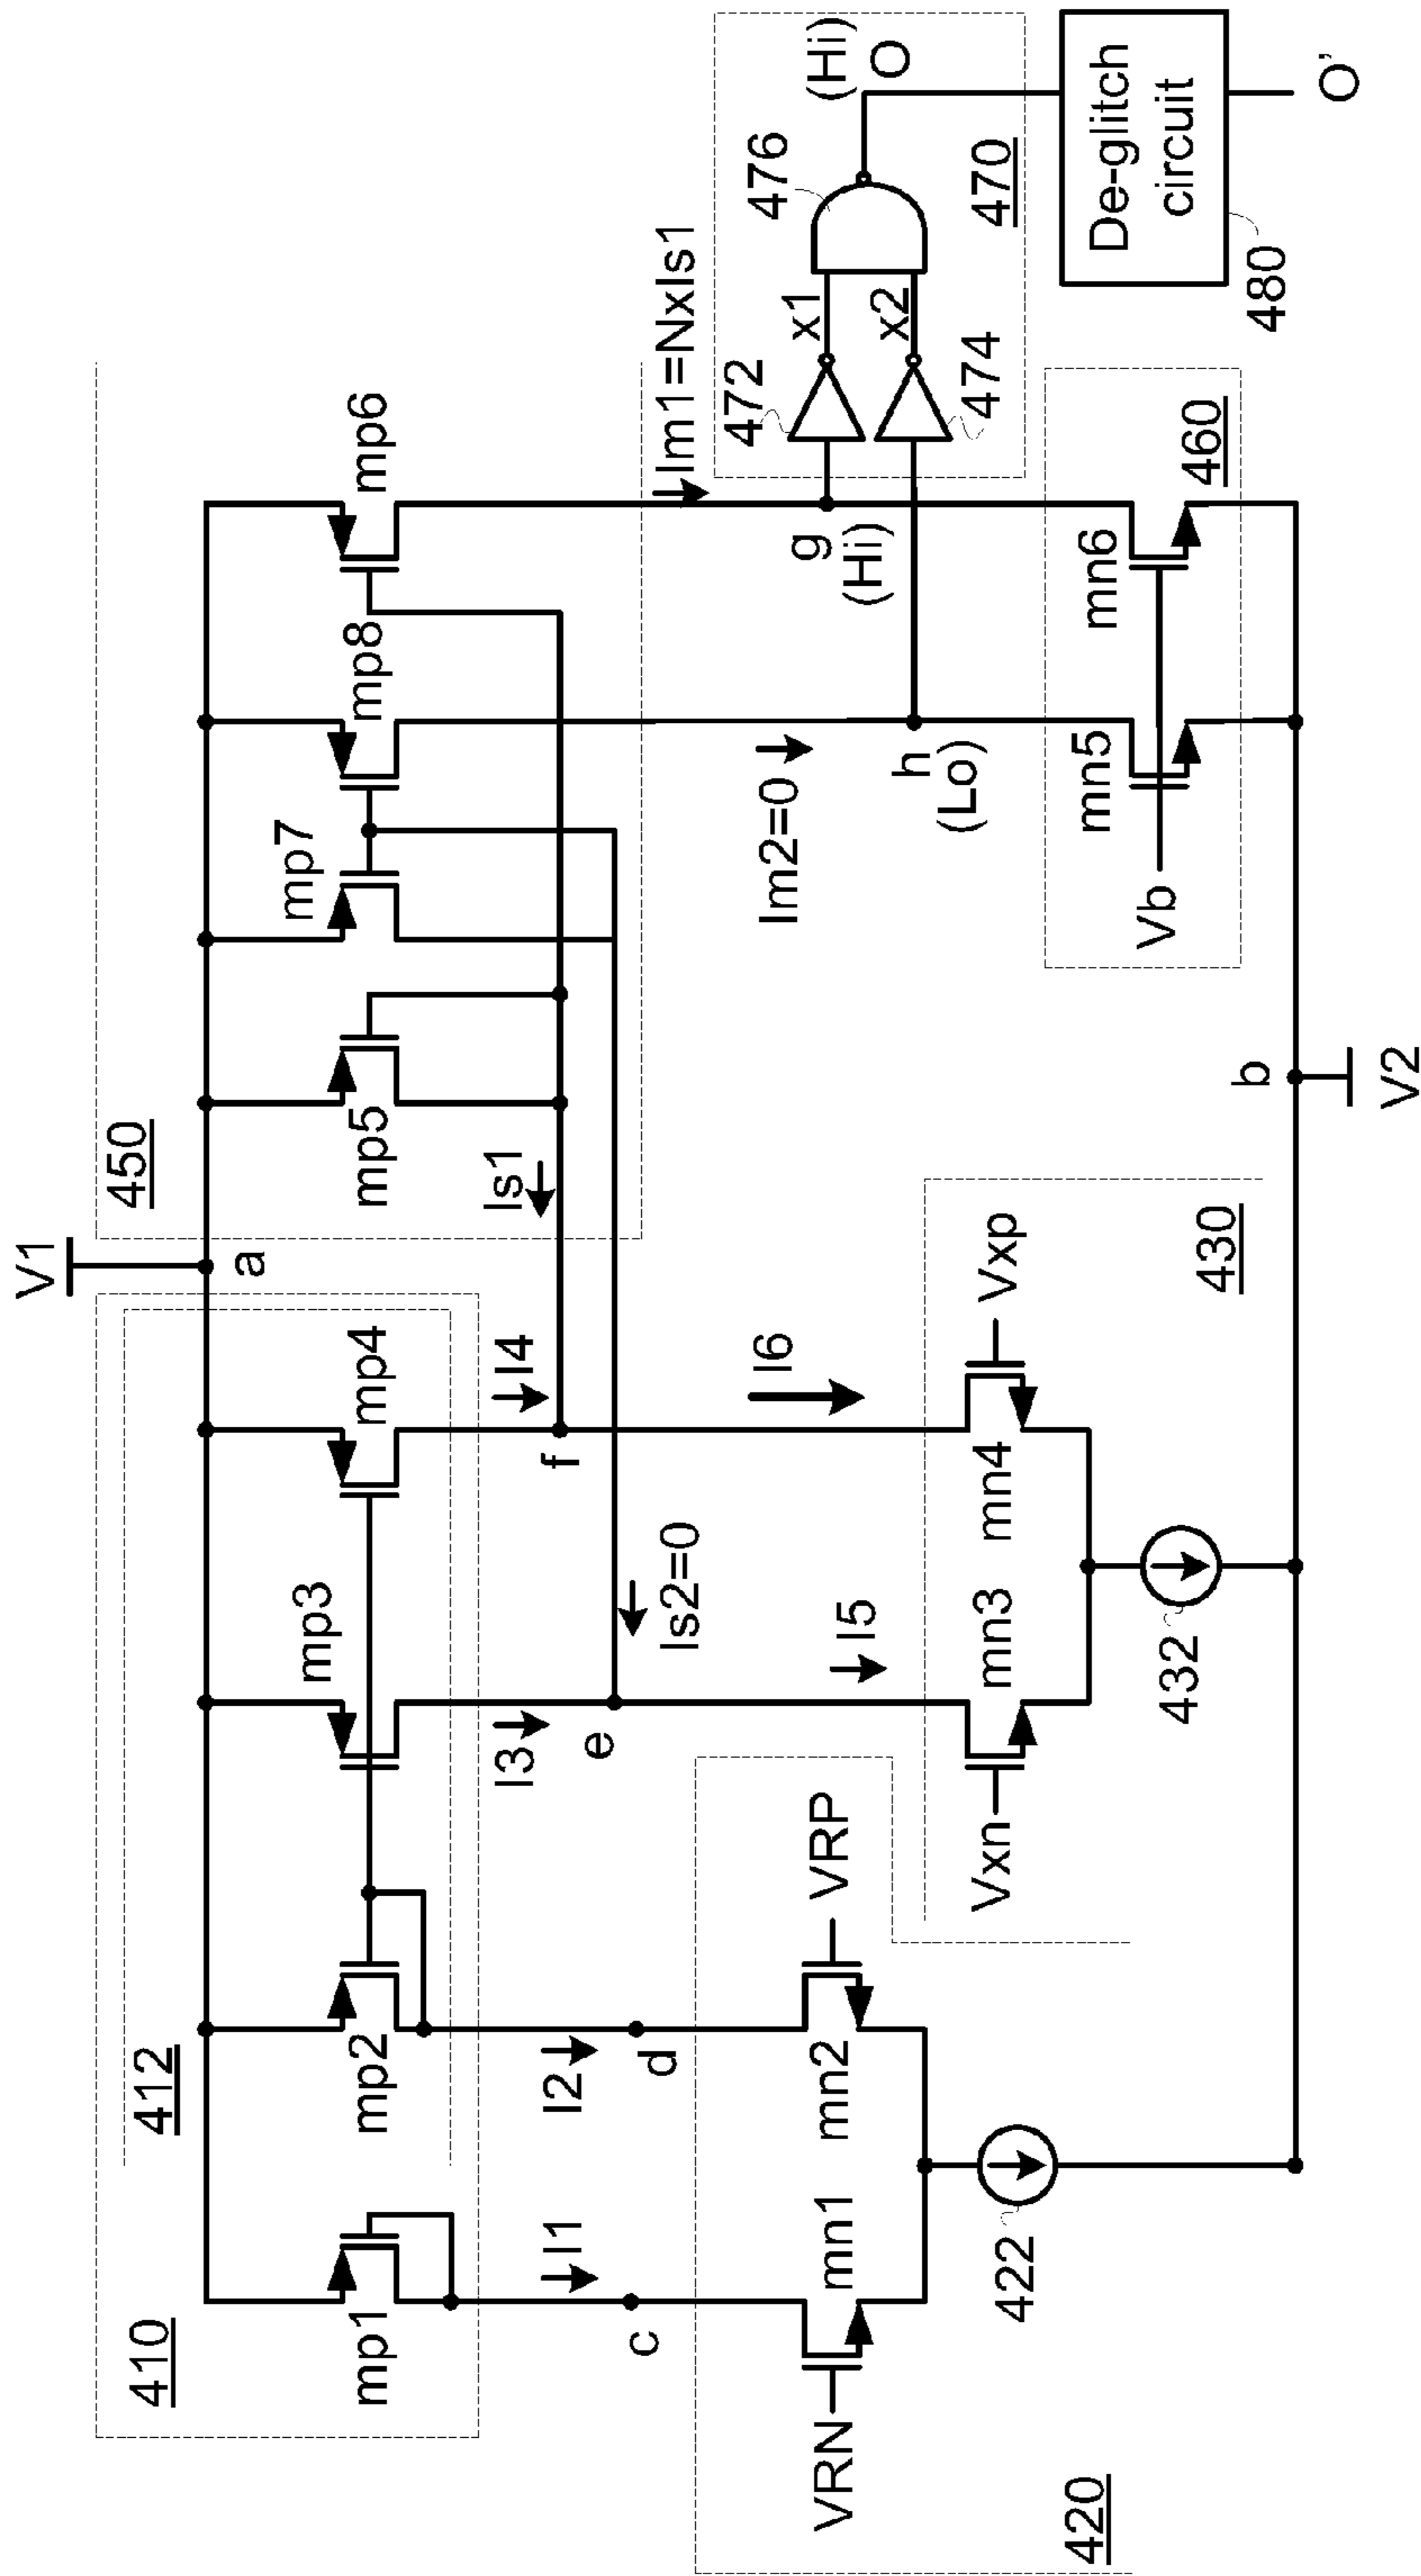 V1
a
410
412
450
mp1
mp2
mp3
mp4
mp5
mp7
mp8
mp6
I1
I2
I3
I4
Is1
Is2=0
Im2=0
Im1=NxIs1
c
d
e
f
h
(Lo)
g
(Hi)
I5
I6
VRN
mn1
mn2
VRP
Vxn
mn3
mn4
Vxp
Vb
mn5
mn6
420
422
430
432
460
b
V2
472
474
x1
x2
476
470
(Hi)
O
De-glitch
circuit
480
O'